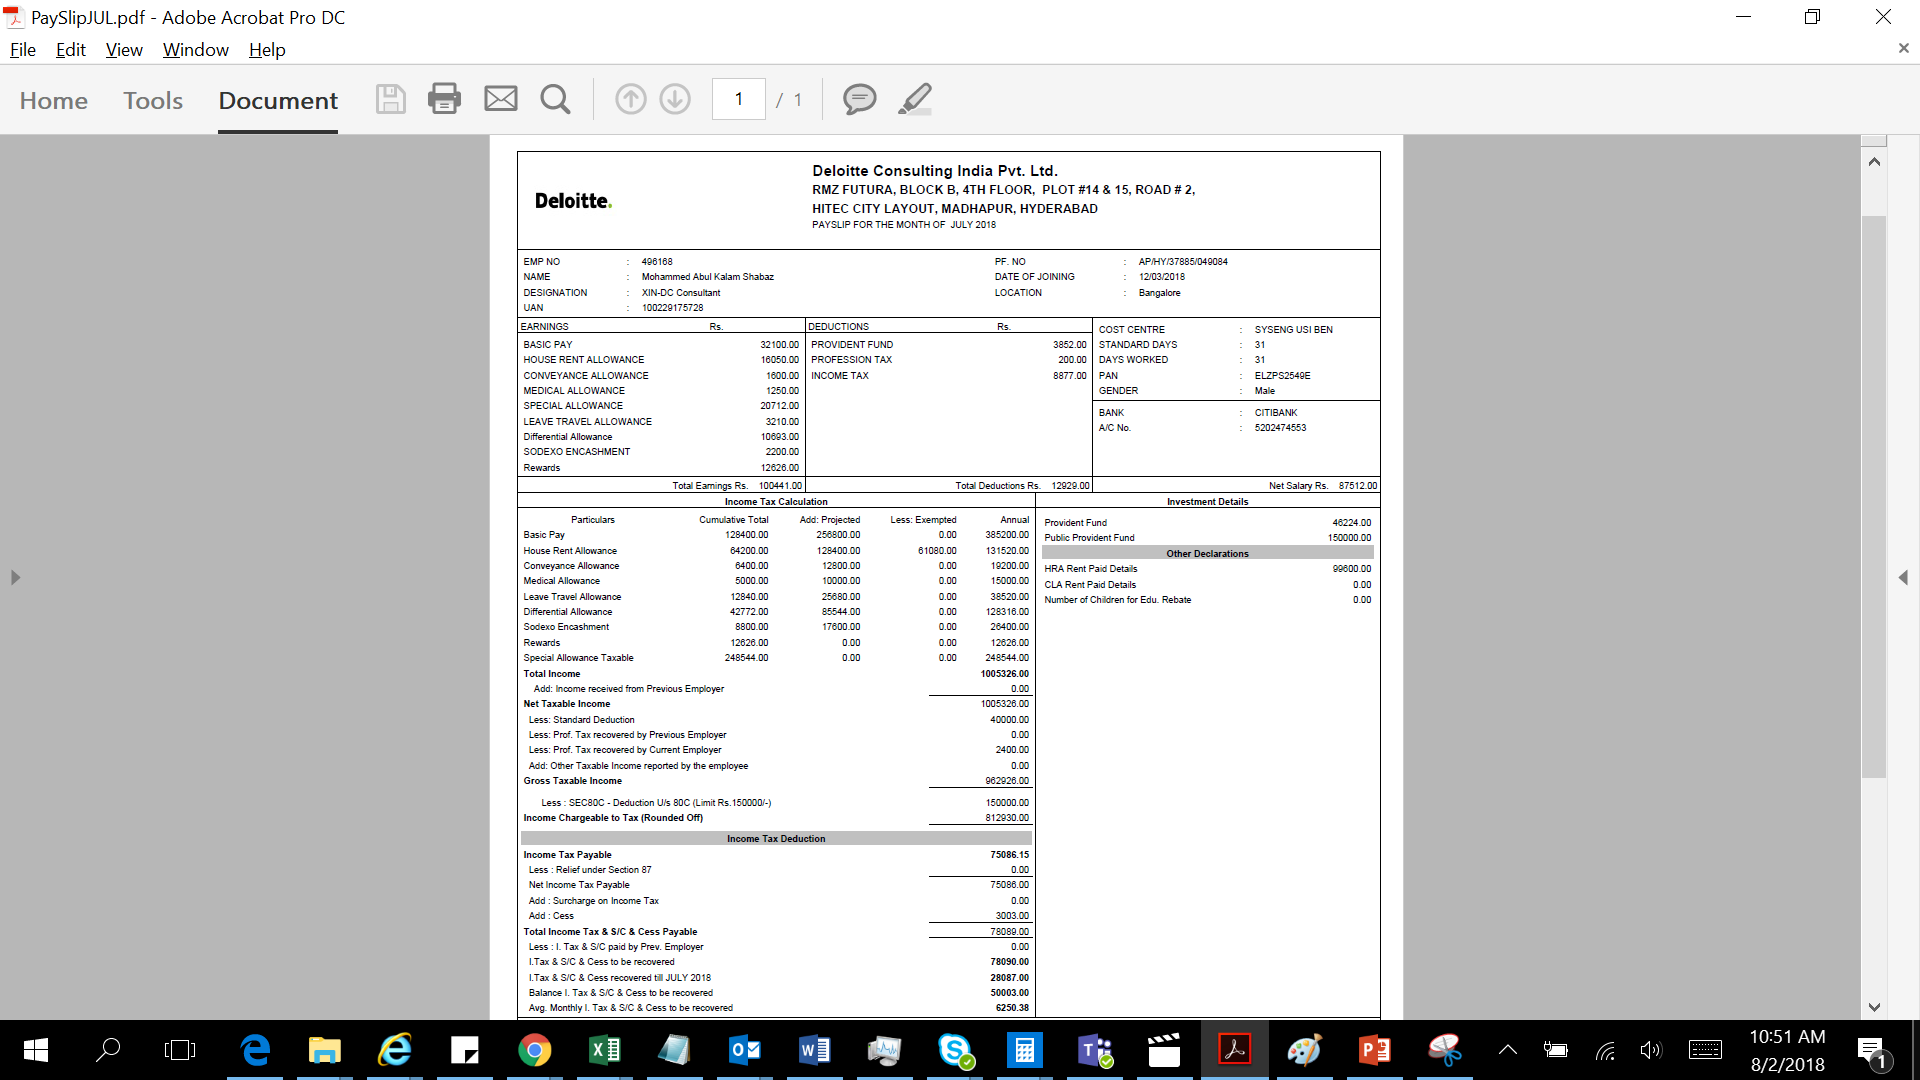 PaySlipJUL.pdf - Adobe Acrobat Pro DC
File Edit View Window Help
Home Tools Document 1 / 1
Deloitte.
Deloitte Consulting India Pvt. Ltd.
RMZ FUTURA, BLOCK B, 4TH FLOOR, PLOT #14 & 15, ROAD # 2,
HITEC CITY LAYOUT, MADHAPUR, HYDERABAD
PAYSLIP FOR THE MONTH OF JULY 2018
EMP NO : 496168 PF. NO : AP/HY/37885/049084
NAME : Mohammed Abul Kalam Shabaz DATE OF JOINING : 12/03/2018
DESIGNATION : XIN-DC Consultant LOCATION : Bangalore
UAN : 100229175728
EARNINGS Rs. DEDUCTIONS Rs. COST CENTRE : SYSENG USI BEN
BASIC PAY 32100.00 PROVIDENT FUND 3852.00 STANDARD DAYS : 31
HOUSE RENT ALLOWANCE 16050.00 PROFESSION TAX 200.00 DAYS WORKED : 31
CONVEYANCE ALLOWANCE 1600.00 INCOME TAX 8877.00 PAN : ELZPS2549E
MEDICAL ALLOWANCE 1250.00 GENDER : Male
SPECIAL ALLOWANCE 20712.00 BANK : CITIBANK
LEAVE TRAVEL ALLOWANCE 3210.00 A/C No. : 5202474553
Differential Allowance 10693.00
SODEXO ENCASHMENT 2200.00
Rewards 12626.00
Total Earnings Rs. 100441.00 Total Deductions Rs. 12929.00 Net Salary Rs. 87512.00
Income Tax Calculation Investment Details
Particulars Cumulative Total Add: Projected Less: Exempted Annual Provident Fund 46224.00
Basic Pay 128400.00 256800.00 0.00 385200.00 Public Provident Fund 150000.00
House Rent Allowance 64200.00 128400.00 61080.00 131520.00 Other Declarations
Conveyance Allowance 6400.00 12800.00 0.00 19200.00 HRA Rent Paid Details 99600.00
Medical Allowance 5000.00 10000.00 0.00 15000.00 CLA Rent Paid Details 0.00
Leave Travel Allowance 12840.00 25680.00 0.00 38520.00 Number of Children for Edu. Rebate 0.00
Differential Allowance 42772.00 85544.00 0.00 128316.00
Sodexo Encashment 8800.00 17600.00 0.00 26400.00
Rewards 12626.00 0.00 0.00 12626.00
Special Allowance Taxable 248544.00 0.00 0.00 248544.00
Total Income 1005326.00
Add: Income received from Previous Employer 0.00
Net Taxable Income 1005326.00
Less: Standard Deduction 40000.00
Less: Prof. Tax recovered by Previous Employer 0.00
Less: Prof. Tax recovered by Current Employer 2400.00
Add: Other Taxable Income reported by the employee 0.00
Gross Taxable Income 962926.00
Less : SEC80C - Deduction U/s 80C (Limit Rs.150000/-) 150000.00
Income Chargeable to Tax (Rounded Off) 812930.00
Income Tax Deduction
Income Tax Payable 75086.15
Less : Relief under Section 87 0.00
Net Income Tax Payable 75086.00
Add : Surcharge on Income Tax 0.00
Add : Cess 3003.00
Total Income Tax & S/C & Cess Payable 78089.00
Less : I. Tax & S/C paid by Prev. Employer 0.00
I.Tax & S/C & Cess to be recovered 78090.00
I.Tax & S/C & Cess recovered till JULY 2018 28087.00
Balance I. Tax & S/C & Cess to be recovered 50003.00
Avg. Monthly I. Tax & S/C & Cess to be recovered 6250.38
10:51 AM
8/2/2018
1